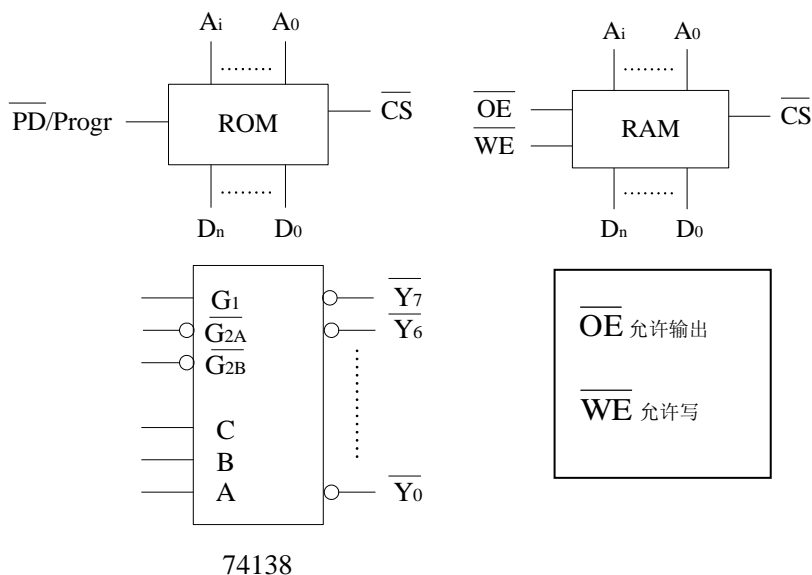 Ai A0
Ai A0
PD/Progr ROM CS
OE
WE RAM CS
Dn D0
Dn D0
G1 Y7
G2A Y6
G2B
C
B
A Y0
74138
OE 允许输出
WE 允许写